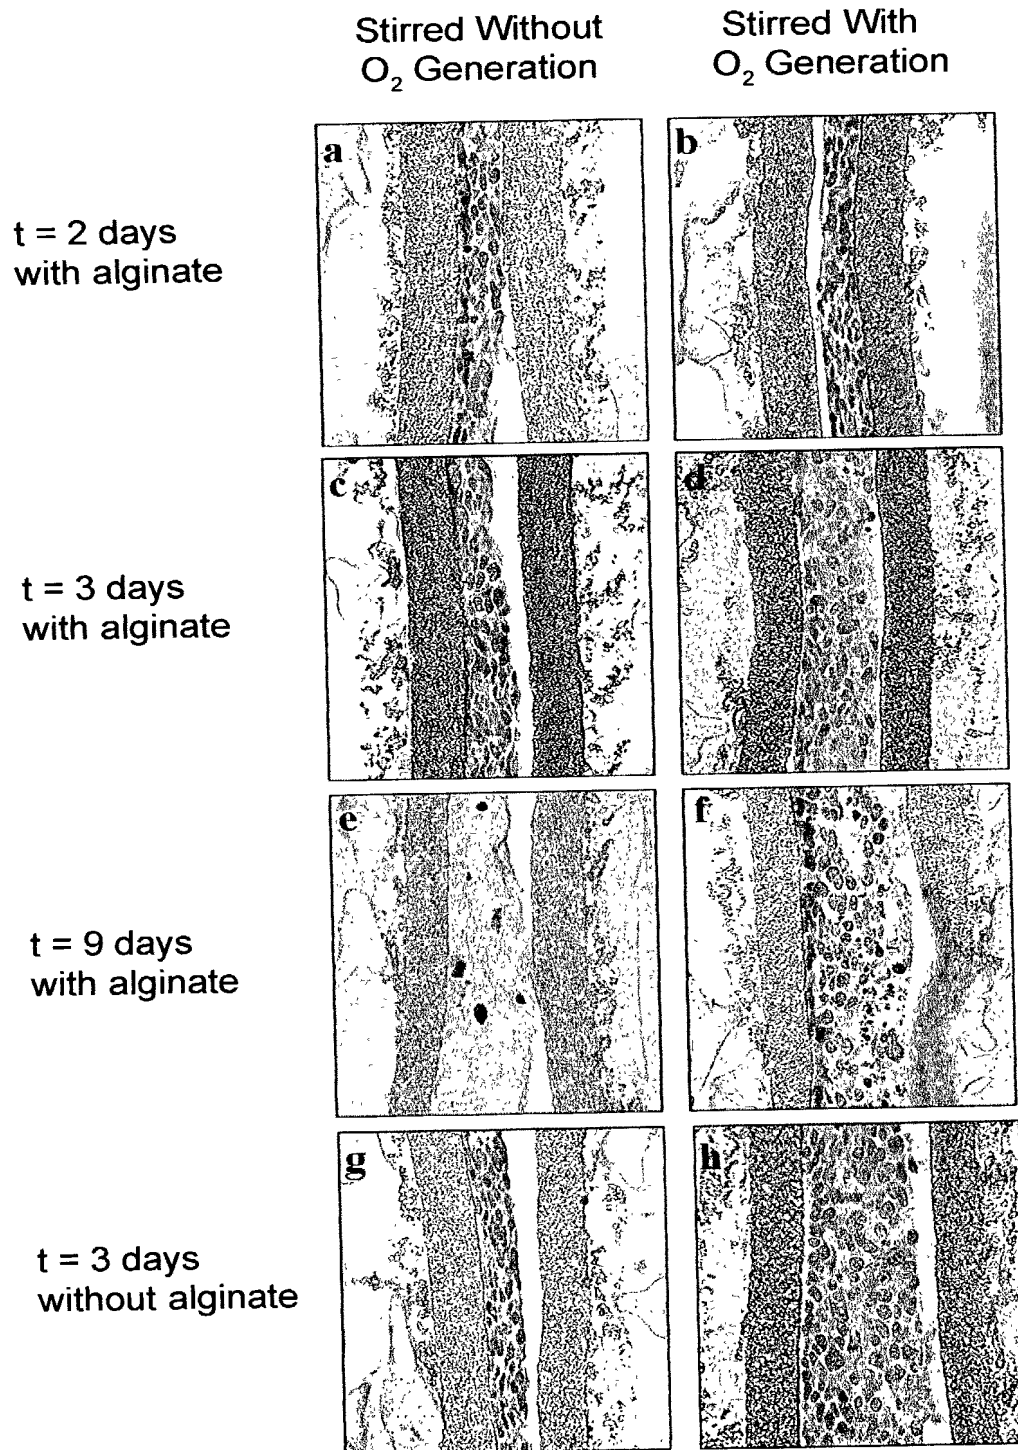 Stirred Without
O₂ Generation
Stirred With
O₂ Generation
t = 2 days
with alginate
a
b
t = 3 days
with alginate
c
d
t = 9 days
with alginate
e
f
t = 3 days
without alginate
g
h